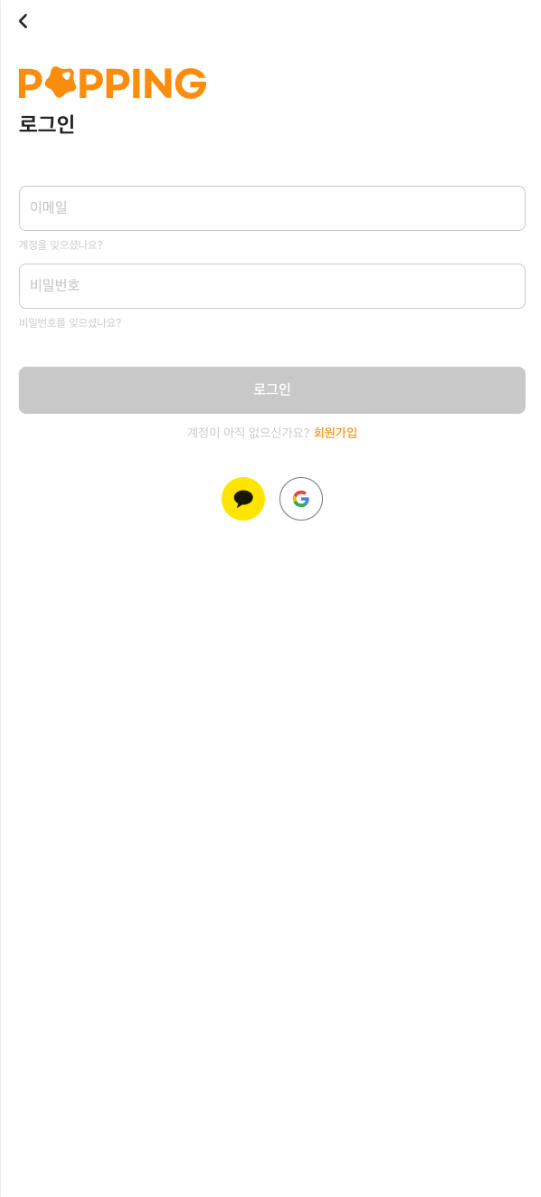 POPPING
로그인
이메일
계정을 잊으셨나요?
비밀번호
비밀번호를 잊으셨나요?
로그인
계정이 아직 없으신가요? 회원가입
G